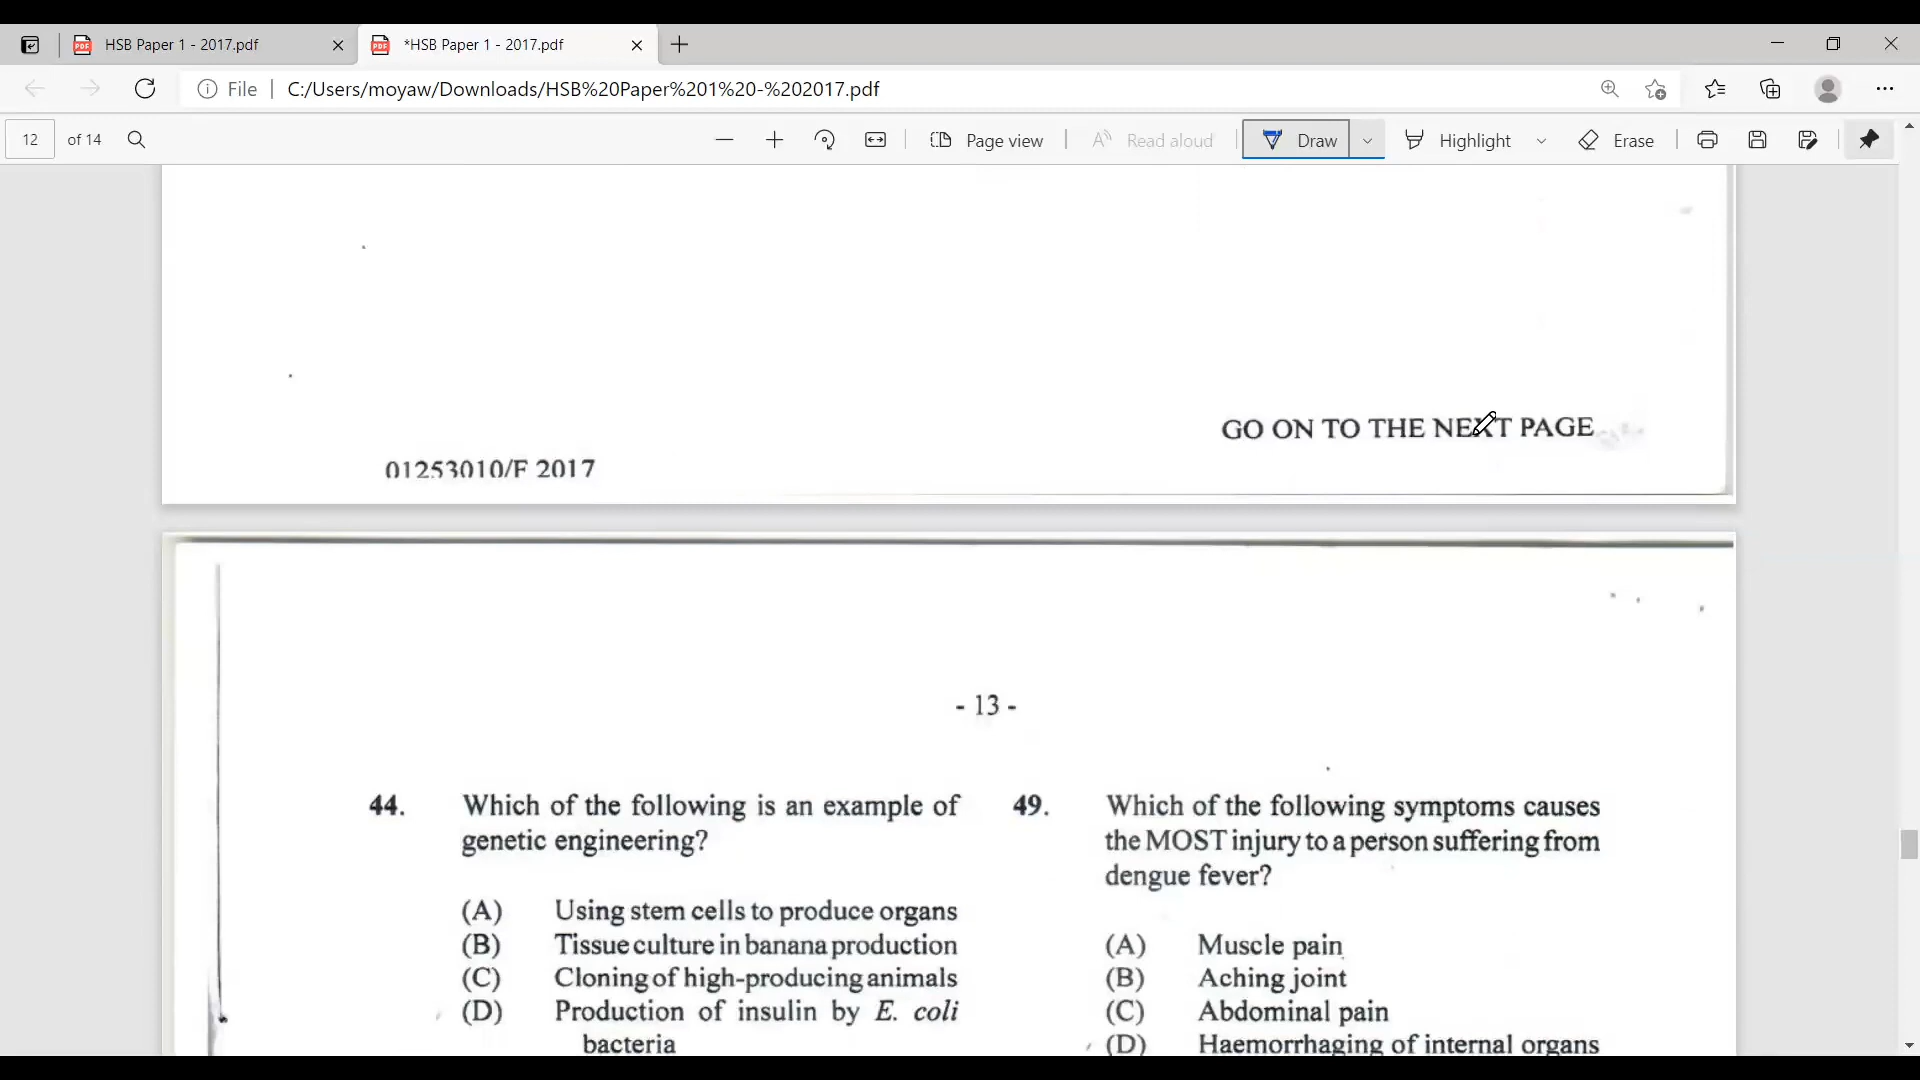 HSB Paper 1 - 2017.pdf
*HSB Paper 1 - 2017.pdf
File
C:/Users/moyaw/Downloads/HSB%20Paper%201%20-%202017.pdf
12 of 14
Page view
Read aloud
Draw
Highlight
Erase
GO ON TO THE NEXT PAGE
01253010/F 2017
- 13 -
44. Which of the following is an example of
genetic engineering?
(A) Using stem cells to produce organs
(B) Tissue culture in banana production
(C) Cloning of high-producing animals
(D) Production of insulin by E. coli
bacteria
49. Which of the following symptoms causes
the MOST injury to a person suffering from
dengue fever?
(A) Muscle pain
(B) Aching joint
(C) Abdominal pain
(D) Haemorrhaging of internal organs